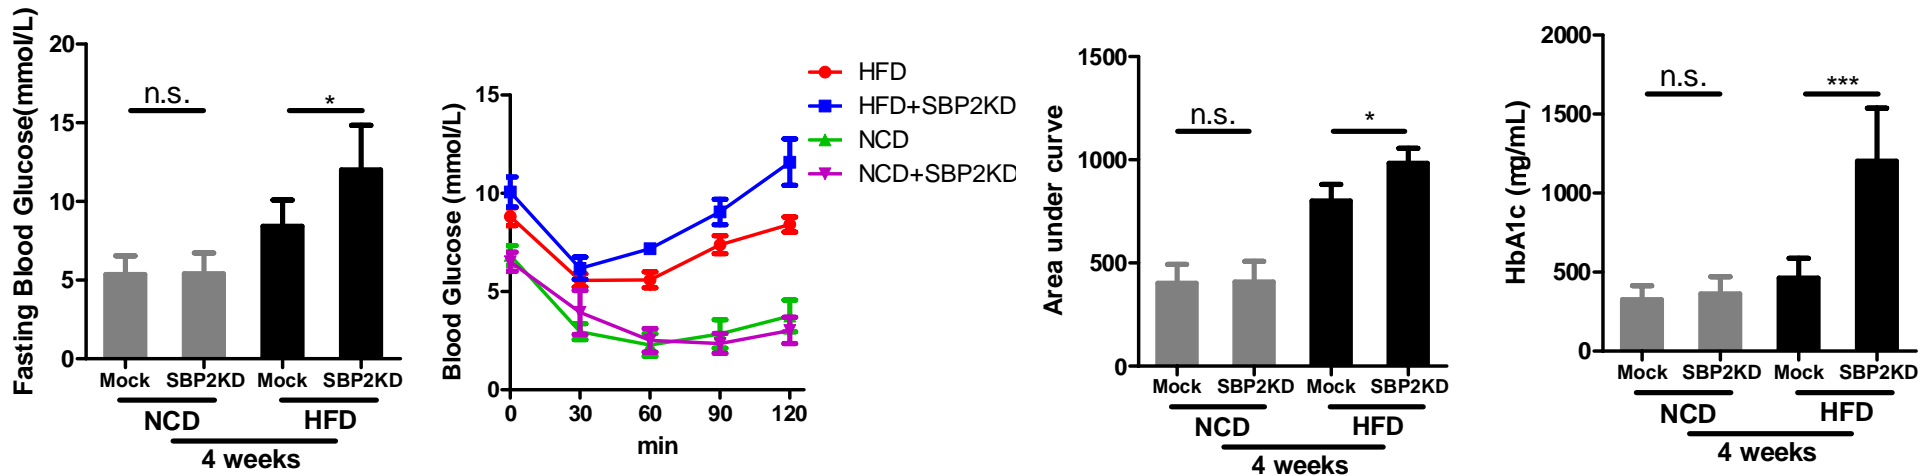 Fasting Blood Glucose(mmol/L)
20
15
10
5
0
n.s.
*
Mock SBP2KD Mock SBP2KD
NCD HFD
4 weeks
Blood Glucose (mmol/L)
15
10
5
0
0 30 60 90 120
min
HFD
HFD+SBP2KD
NCD
NCD+SBP2KD
Area under curve
1500
1000
500
0
n.s.
*
Mock SBP2KD Mock SBP2KD
NCD HFD
4 weeks
HbA1c (mg/mL)
2000
1500
1000
500
0
n.s.
***
Mock SBP2KD Mock SBP2KD
NCD HFD
4 weeks